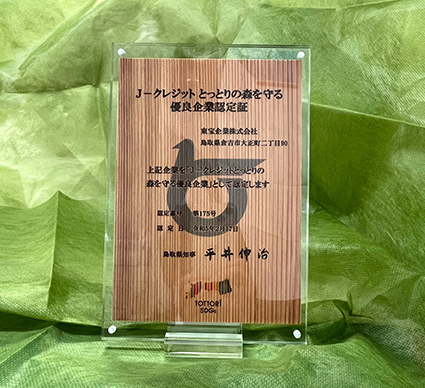 J－クレジット とっとりの森を守る
優良企業認定証
東宝企業株式会社
鳥取県倉吉市大正町二丁目90
上記企業を「J－クレジットとっとりの
森を守る優良企業」として認定します
認定番号 第175号
認定日
鳥取県知事 平井伸治
TOTTORI
SDGs